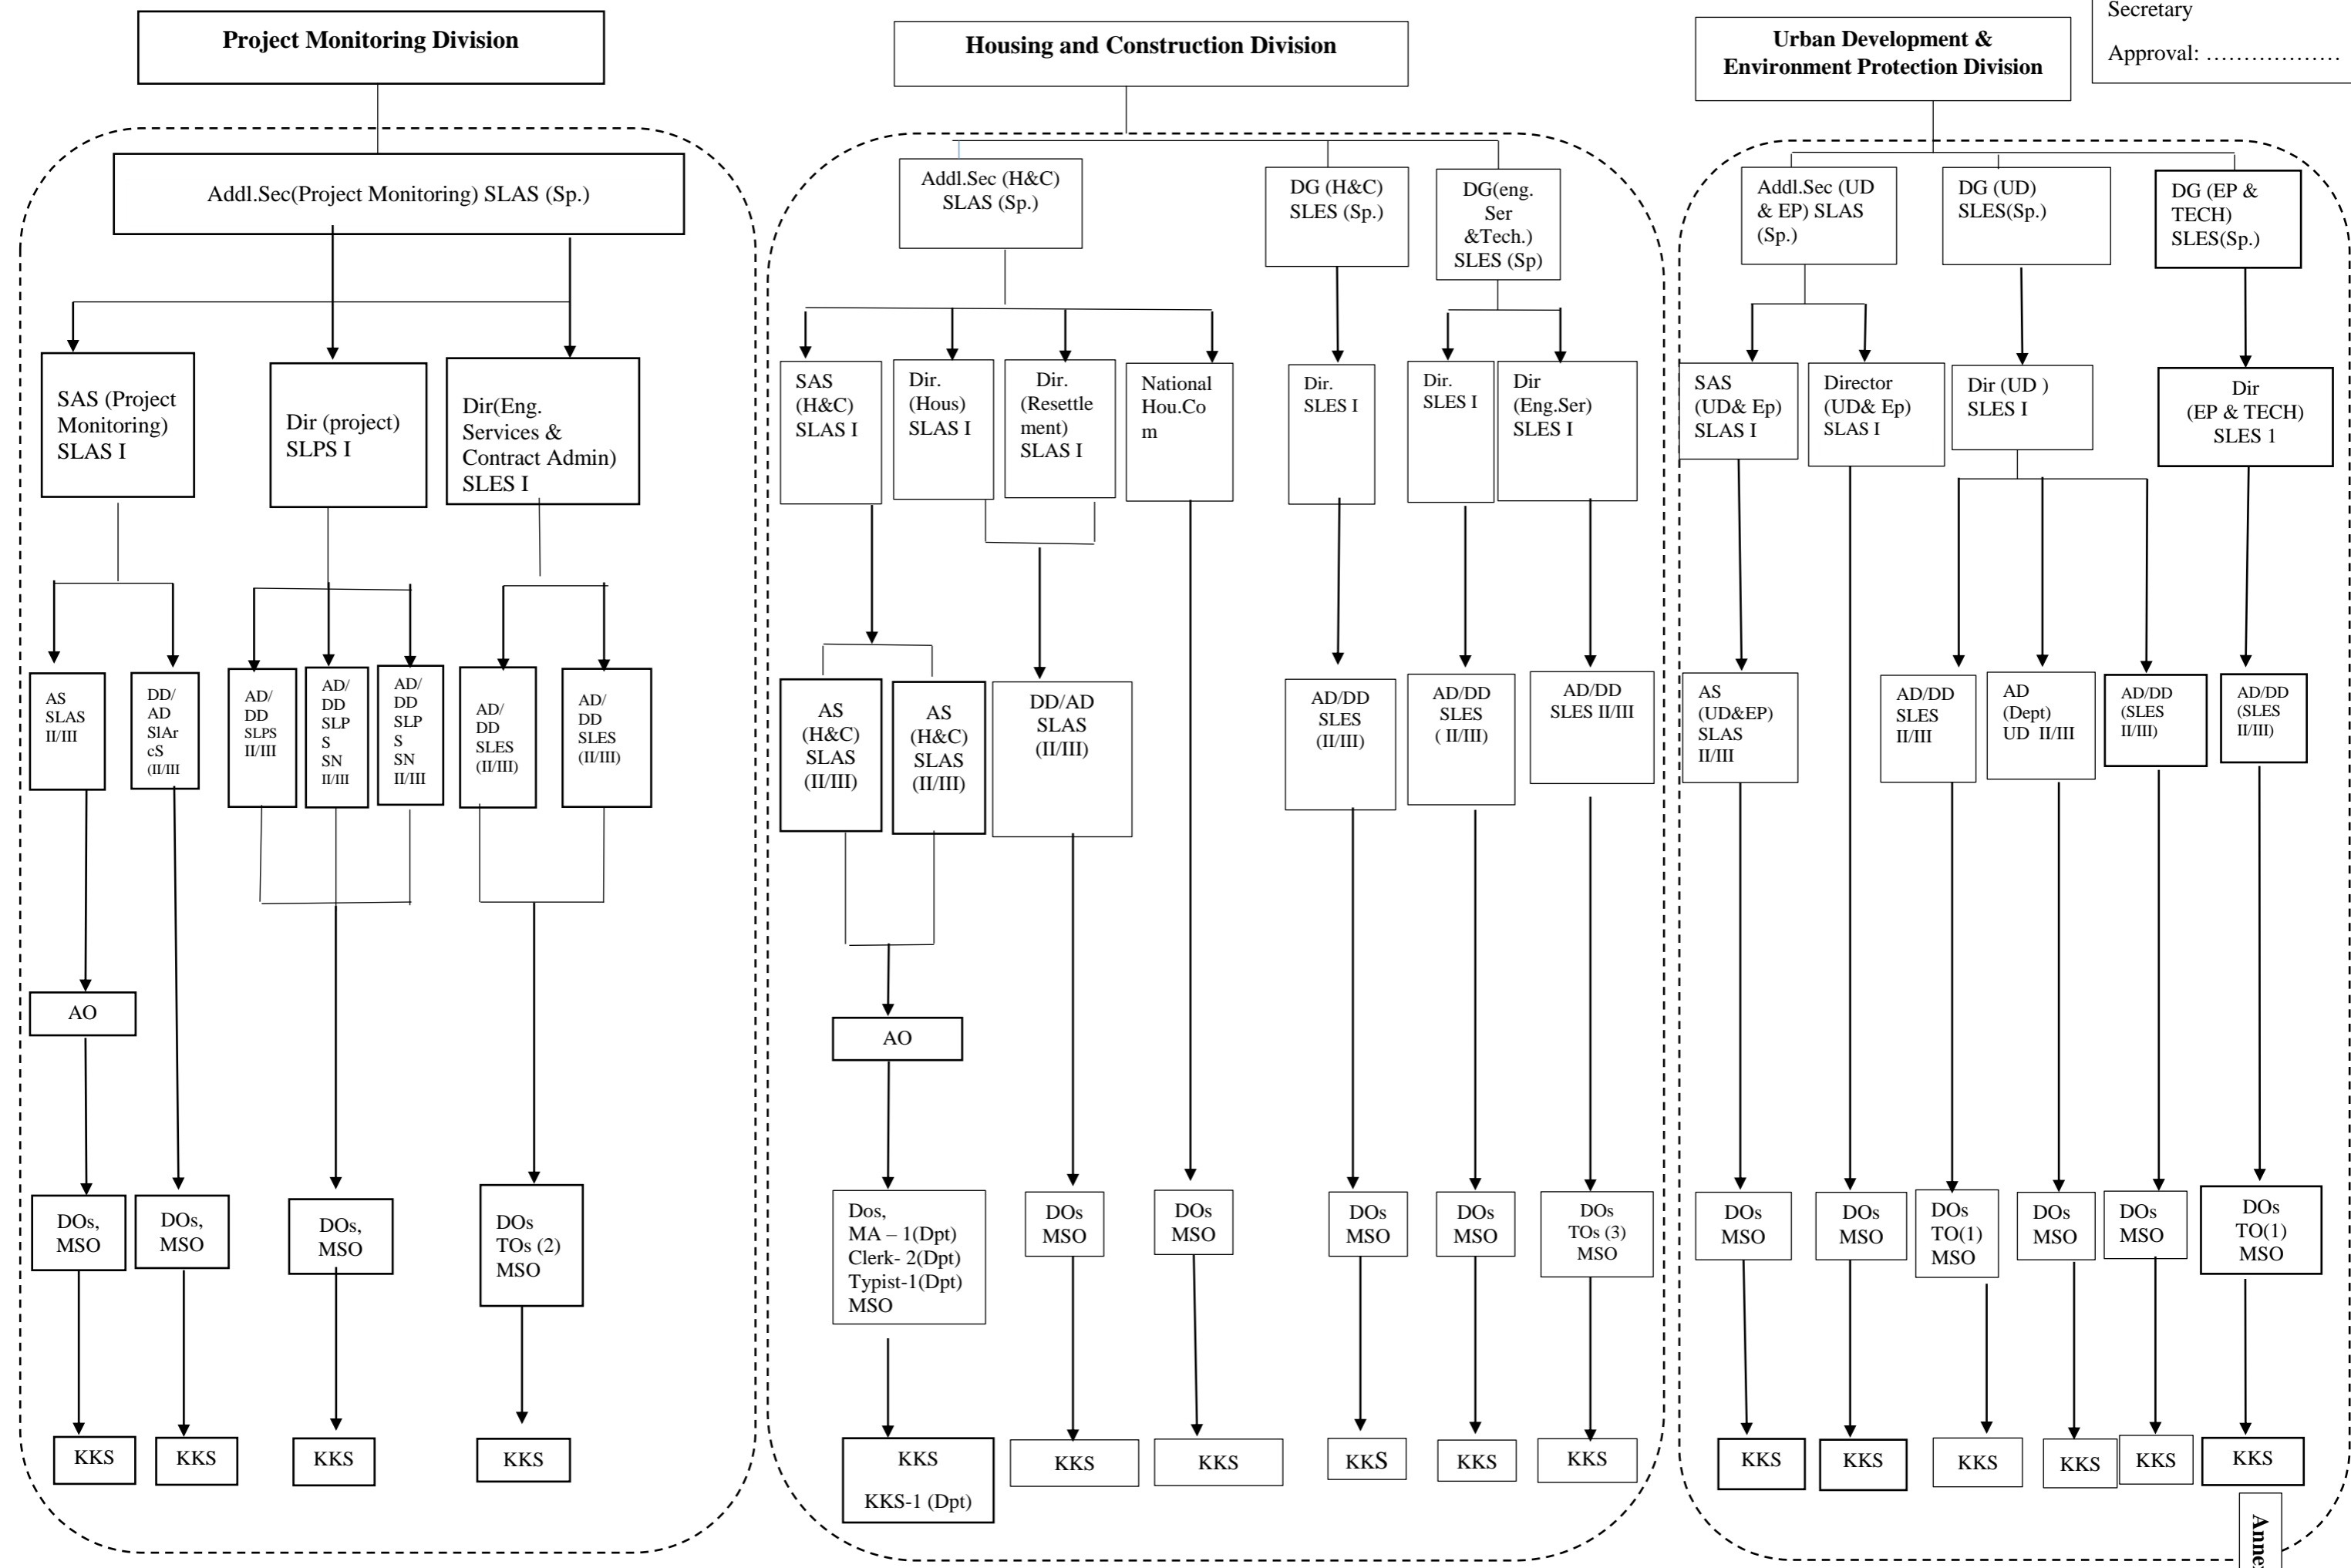 Secretary
Approval: ………………
Project Monitoring Division
Housing and Construction Division
Urban Development &
Environment Protection Division
Addl.Sec(Project Monitoring) SLAS (Sp.)
Addl.Sec (H&C)
SLAS (Sp.)
DG (H&C)
SLES (Sp.)
DG(eng.
Ser
&Tech.)
SLES (Sp)
Addl.Sec (UD
& EP) SLAS
(Sp.)
DG (UD)
SLES(Sp.)
DG (EP &
TECH)
SLES(Sp.)
SAS (Project
Monitoring)
SLAS I
Dir (project)
SLPS I
Dir(Eng.
Services &
Contract Admin)
SLES I
SAS
(H&C)
SLAS I
Dir.
(Hous)
SLAS I
Dir.
(Resettle
ment)
SLAS I
National
Hou.Co
m
Dir.
SLES I
Dir.
SLES I
Dir
(Eng.Ser)
SLES I
SAS
(UD& Ep)
SLAS I
Director
(UD& Ep)
SLAS I
Dir (UD )
SLES I
Dir
(EP & TECH)
SLES 1
AS
SLAS
II/III
DD/
AD
SlAr
cS
(II/III
AD/
DD
SLPS
II/III
AD/
DD
SLP
S
SN
II/III
AD/
DD
SLP
S
SN
II/III
AD/
DD
SLES
(II/III)
AD/
DD
SLES
(II/III)
AS
(H&C)
SLAS
(II/III)
AS
(H&C)
SLAS
(II/III)
DD/AD
SLAS
(II/III)
AD/DD
SLES
(II/III)
AD/DD
SLES
( II/III)
AD/DD
SLES II/III
AS
(UD&EP)
SLAS
II/III
AD/DD
SLES
II/III
AD
(Dept)
UD II/III
AD/DD
(SLES
II/III)
AD/DD
(SLES
II/III)
AO
AO
DOs,
MSO
DOs,
MSO
DOs,
MSO
DOs
TOs (2)
MSO
Dos,
MA – 1(Dpt)
Clerk- 2(Dpt)
Typist-1(Dpt)
MSO
DOs
MSO
DOs
MSO
DOs
MSO
DOs
MSO
DOs
TOs (3)
MSO
DOs
MSO
DOs
MSO
DOs
TO(1)
MSO
DOs
MSO
DOs
MSO
DOs
TO(1)
MSO
KKS
KKS
KKS
KKS
KKS
KKS-1 (Dpt)
KKS
KKS
KKS
KKS
KKS
KKS
KKS
KKS
KKS
KKS
KKS